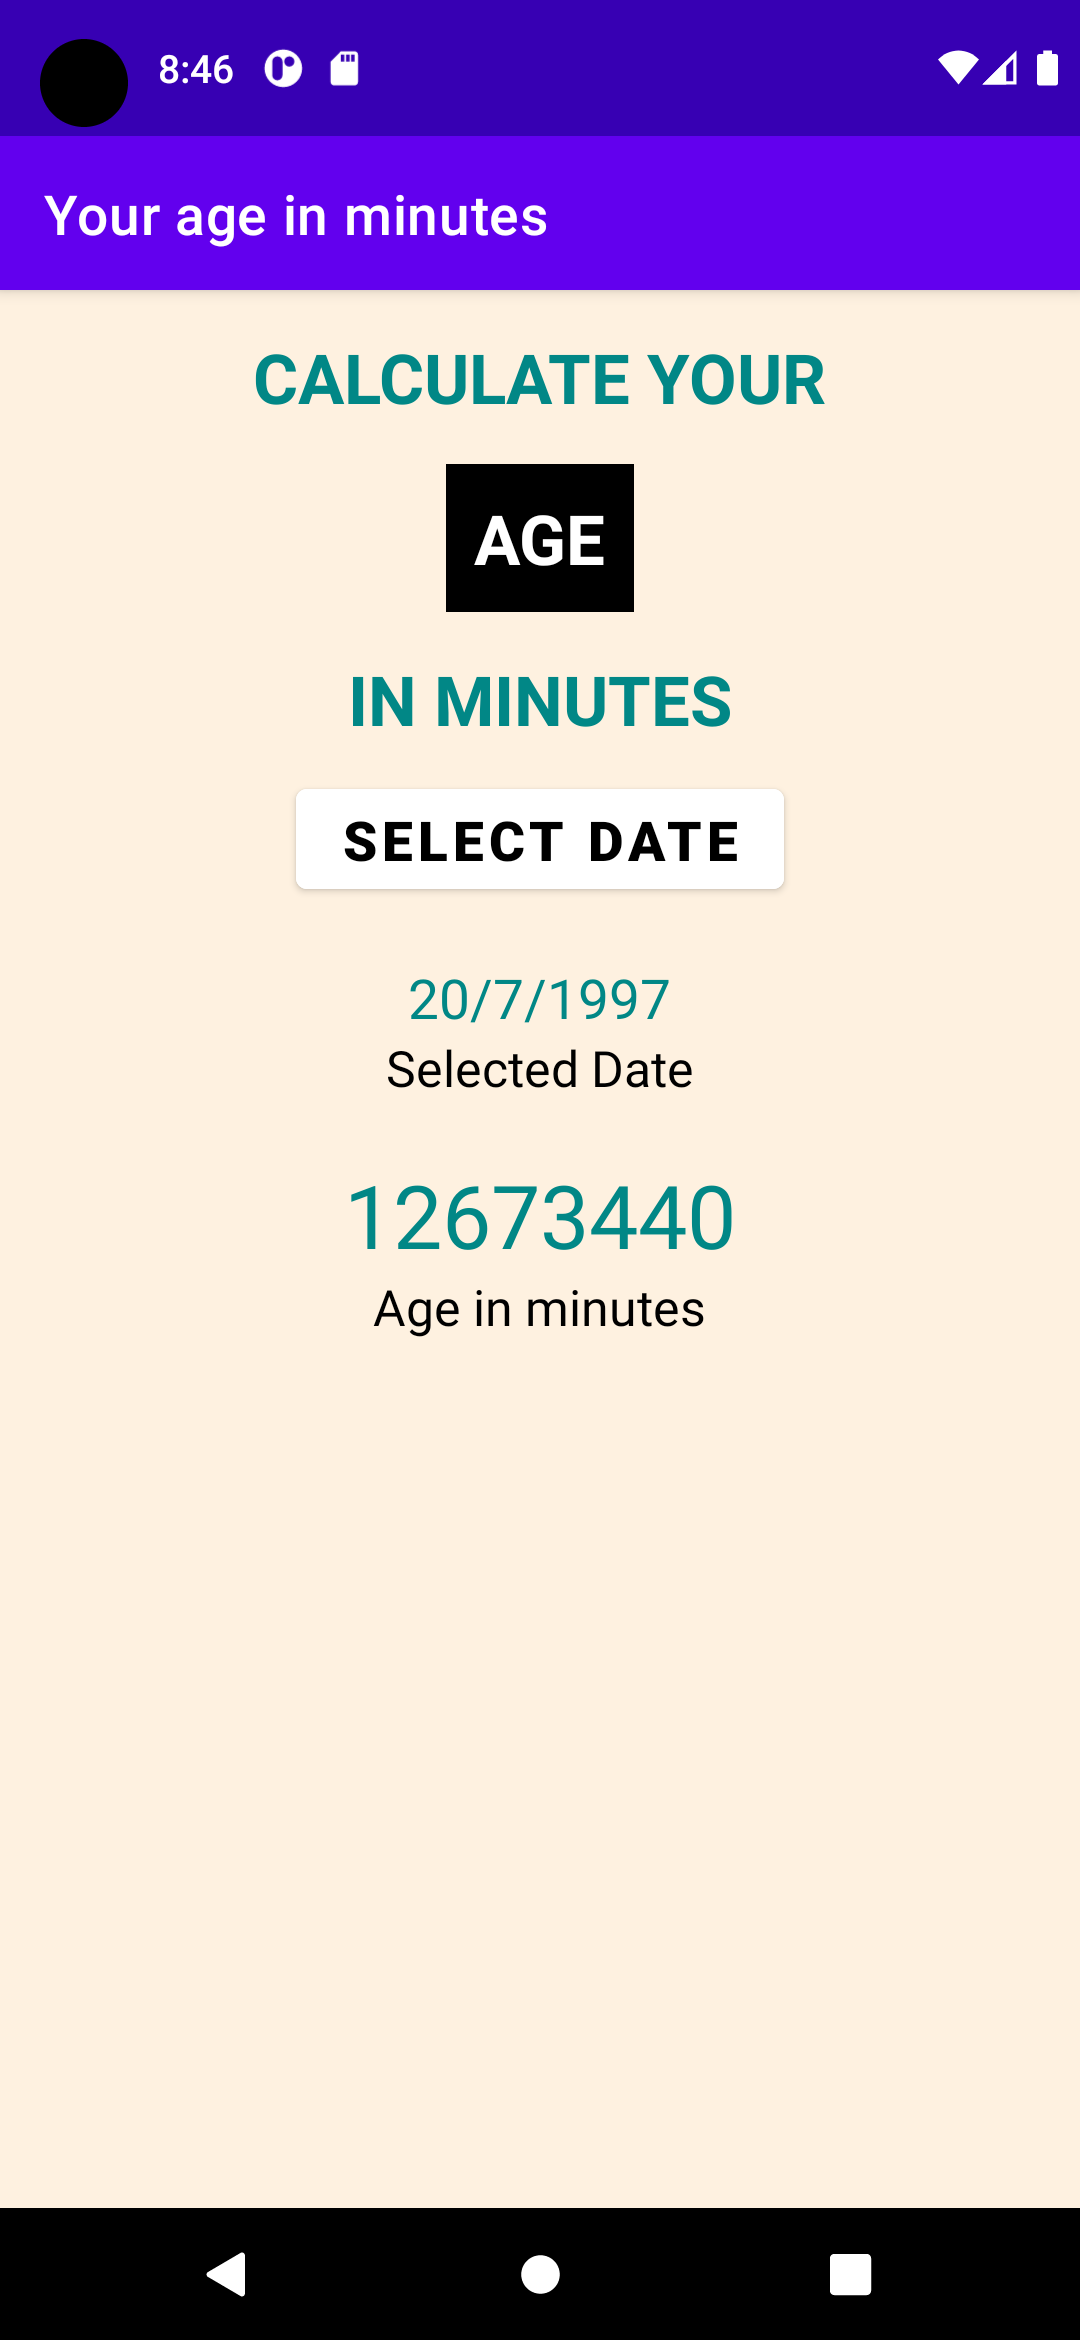 8:46
Your age in minutes
CALCULATE YOUR
AGE
IN MINUTES
SELECT DATE
20/7/1997
Selected Date
12673440
Age in minutes